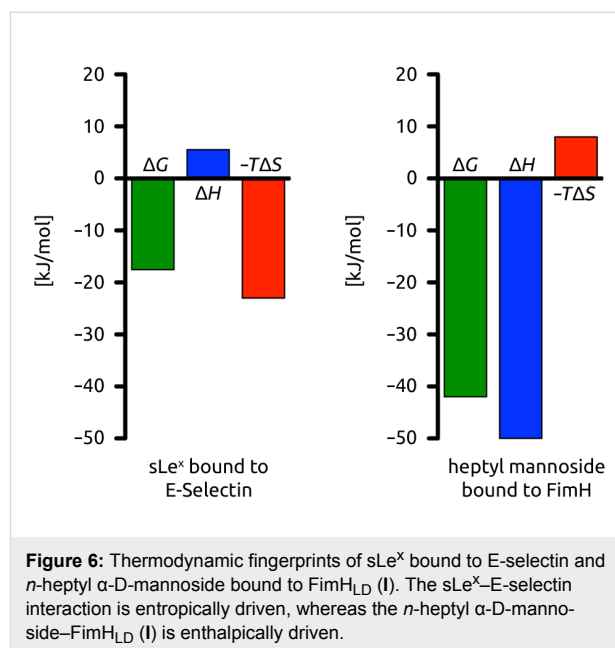 20
10
0
−10
−20
−30
−40
−50
[kJ/mol]
ΔG
ΔH
−TΔS
sLeˣ bound to
E-Selectin
20
10
0
−10
−20
−30
−40
−50
[kJ/mol]
ΔG
ΔH
−TΔS
heptyl mannoside
bound to FimH
Figure 6: Thermodynamic fingerprints of sLeˣ bound to E-selectin and
n-heptyl α-D-mannoside bound to FimH_LD (I). The sLeˣ–E-selectin
interaction is entropically driven, whereas the n-heptyl α-D-manno-
side–FimH_LD (I) is enthalpically driven.